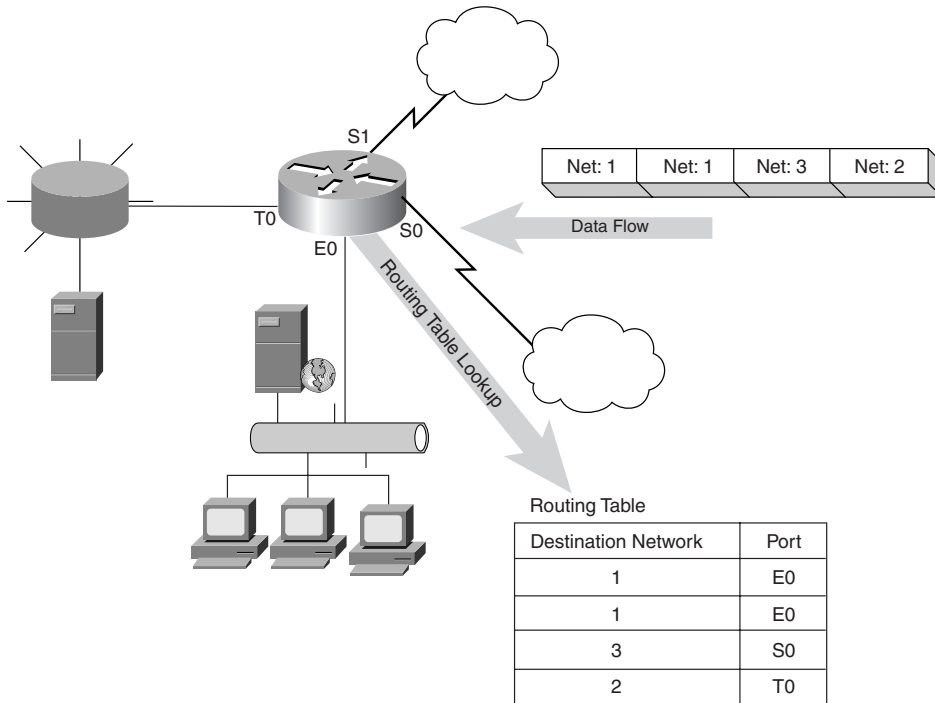 S1
Net: 1 Net: 1 Net: 3 Net: 2
T0
S0
Data Flow
E0
Routing Table Lookup
Routing Table
Destination Network Port
1 E0
1 E0
3 S0
2 T0